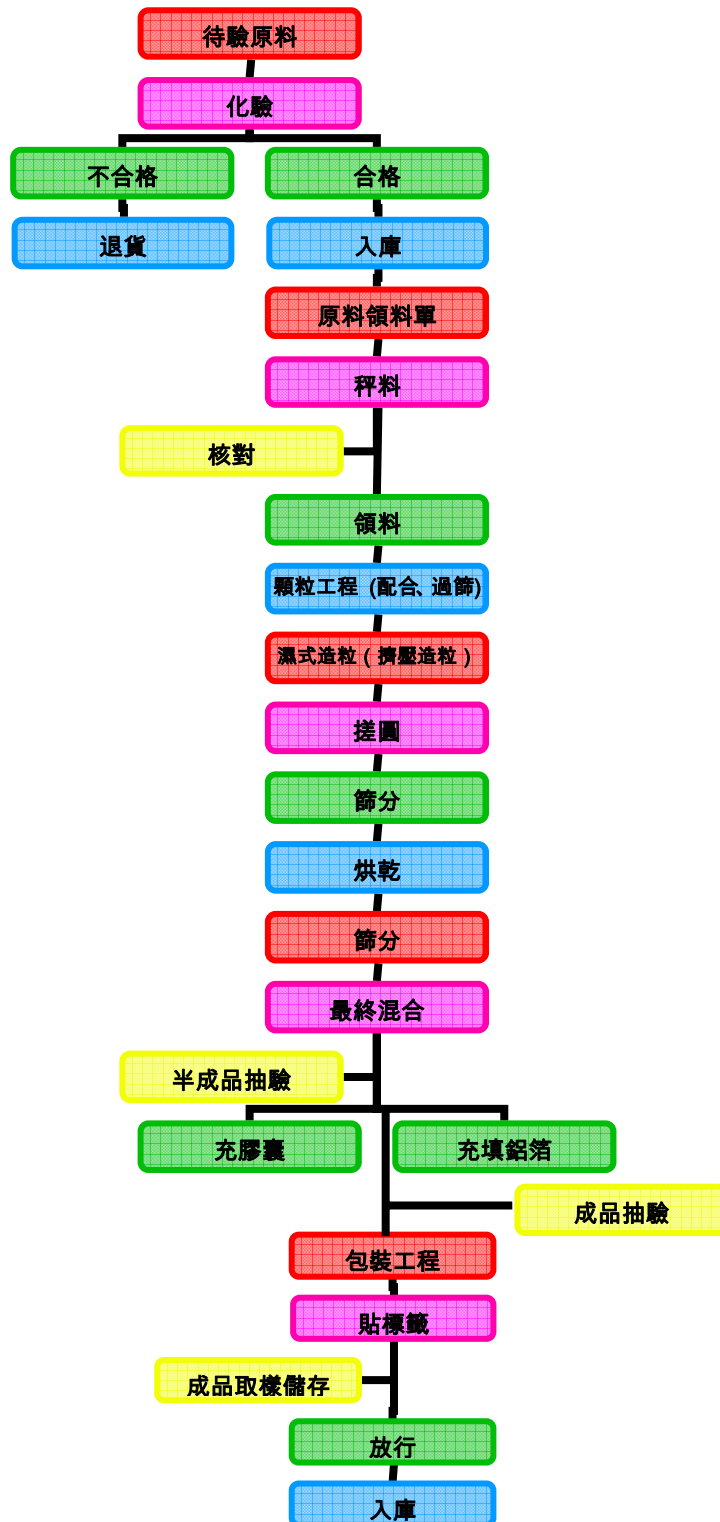 待驗原料
化驗
不合格
合格
退貨
入庫
原料領料單
秤料
核對
領料
顆粒工程 (配合、過篩)
濕式造粒 ( 擠壓造粒 )
搓圓
篩分
烘乾
篩分
最終混合
半成品抽驗
充膠囊
充填鋁箔
成品抽驗
包裝工程
貼標籤
成品取樣儲存
放行
入庫